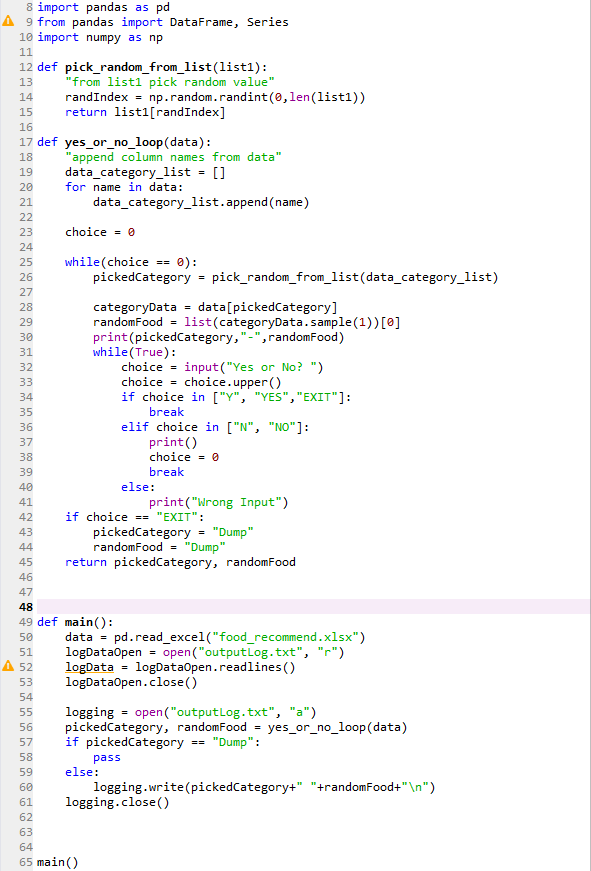 8 import pandas as pd
9 from pandas import DataFrame, Series
10 import numpy as np
11
12 def pick_random_from_list(list1):
13     "from list1 pick random value"
14     randIndex = np.random.randint(0,len(list1))
15     return list1[randIndex]
16
17 def yes_or_no_loop(data):
18     "append column names from data"
19     data_category_list = []
20     for name in data:
21         data_category_list.append(name)
22
23     choice = 0
24
25     while(choice == 0):
26         pickedCategory = pick_random_from_list(data_category_list)
27
28         categoryData = data[pickedCategory]
29         randomFood = list(categoryData.sample(1))[0]
30         print(pickedCategory,"-",randomFood)
31         while(True):
32             choice = input("Yes or No? ")
33             choice = choice.upper()
34             if choice in ["Y", "YES","EXIT"]:
35                 break
36             elif choice in ["N", "NO"]:
37                 print()
38                 choice = 0
39                 break
40             else:
41                 print("Wrong Input")
42     if choice == "EXIT":
43         pickedCategory = "Dump"
44         randomFood = "Dump"
45     return pickedCategory, randomFood
46
47
48
49 def main():
50     data = pd.read_excel("food_recommend.xlsx")
51     logDataOpen = open("outputLog.txt", "r")
52     logData = logDataOpen.readlines()
53     logDataOpen.close()
54
55     logging = open("outputLog.txt", "a")
56     pickedCategory, randomFood = yes_or_no_loop(data)
57     if pickedCategory == "Dump":
58         pass
59     else:
60         logging.write(pickedCategory+" "+randomFood+"\n")
61     logging.close()
62
63
64
65 main()